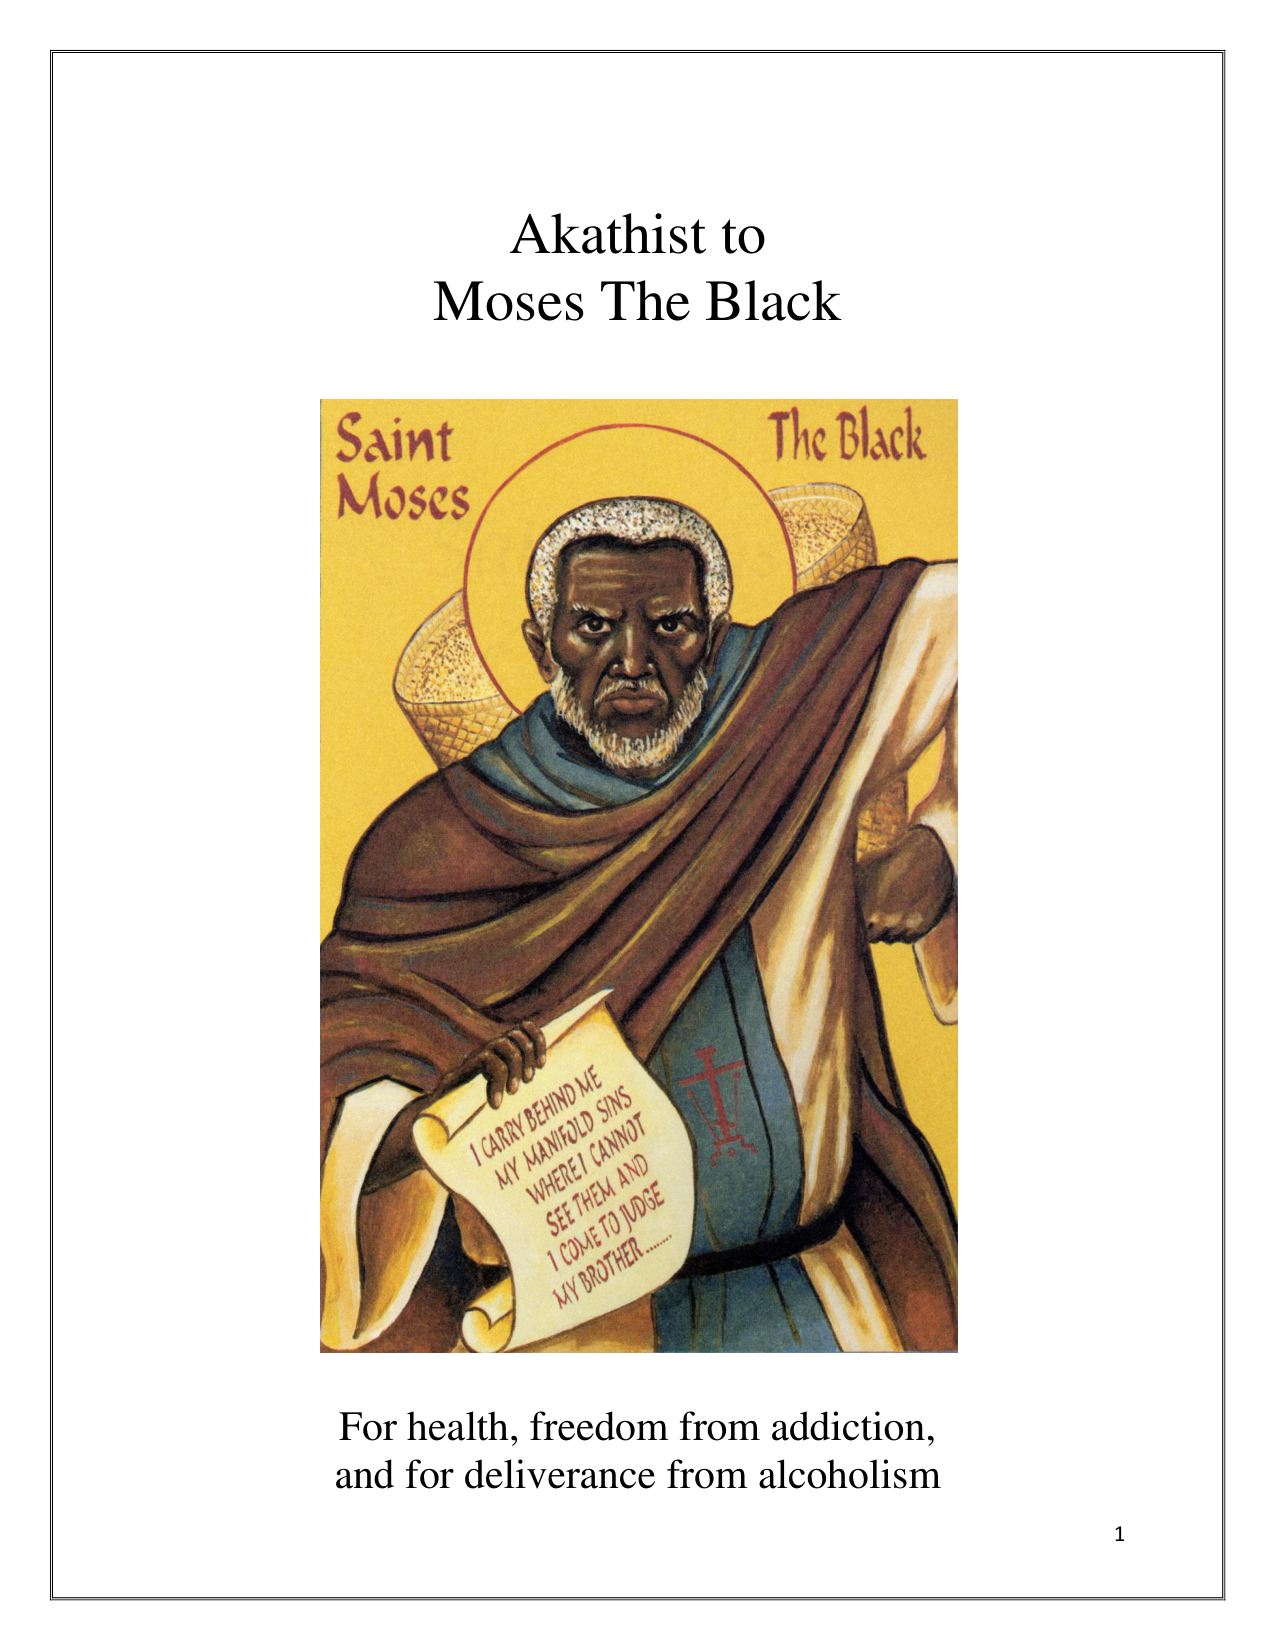 Akathist to
Moses The Black
Saint
Moses
The Black
I CARRY BEHIND ME
MY MANIFOLD SINS
WHERE I CANNOT
SEE THEM AND
I COME TO JUDGE
MY BROTHER........
For health, freedom from addiction,
and for deliverance from alcoholism
1